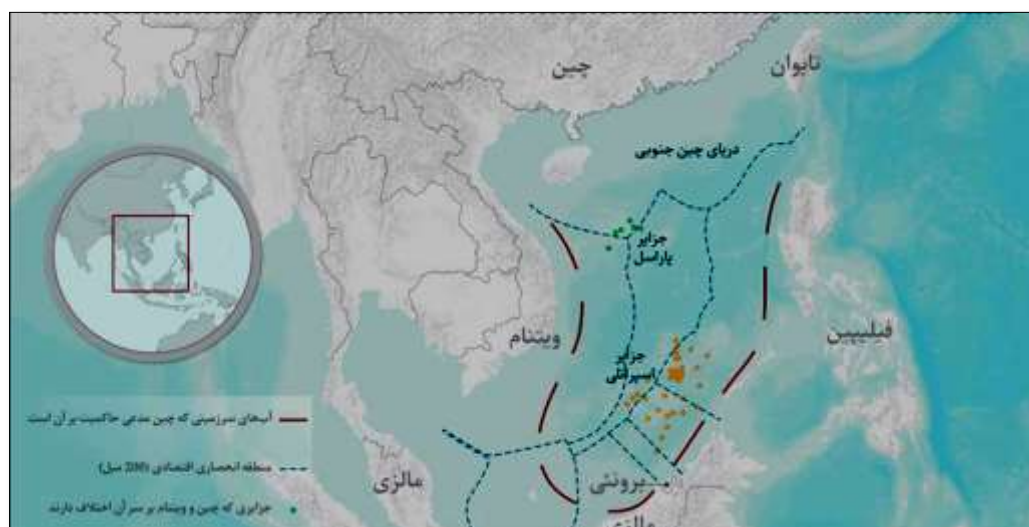 تایوان
چین
دریای چین جنوبی
جزایر
پاراسل
ویتنام
فیلیپین
جزایر
اسپراتلی
آب‌های سرزمینی که چین مدعی حاکمیت بر آن است
منطقه انحصاری اقتصادی (200 میل)
مالزی
برونئی
جزایری که چین و ویتنام بر سر آن اختلاف دارند
مالزی